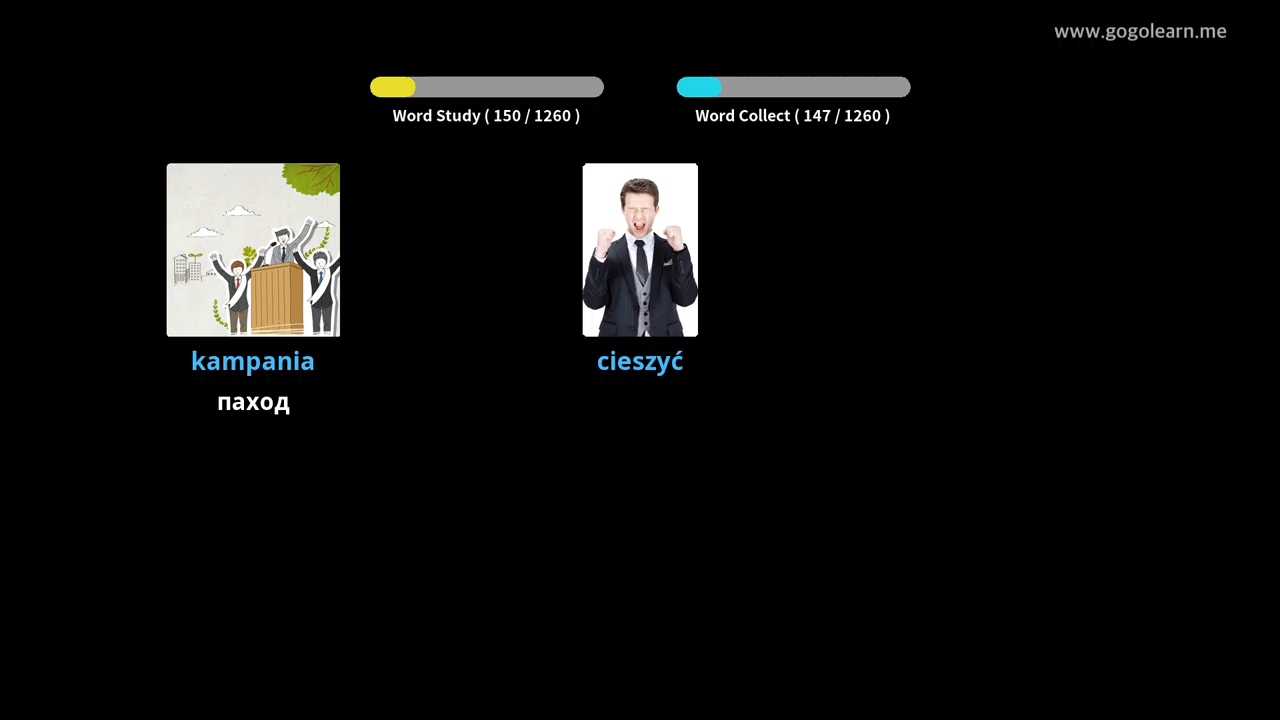 www.gogolearn.me
Word Study ( 150 / 1260 )
Word Collect ( 147 / 1260 )
kampania
cieszyć
паход